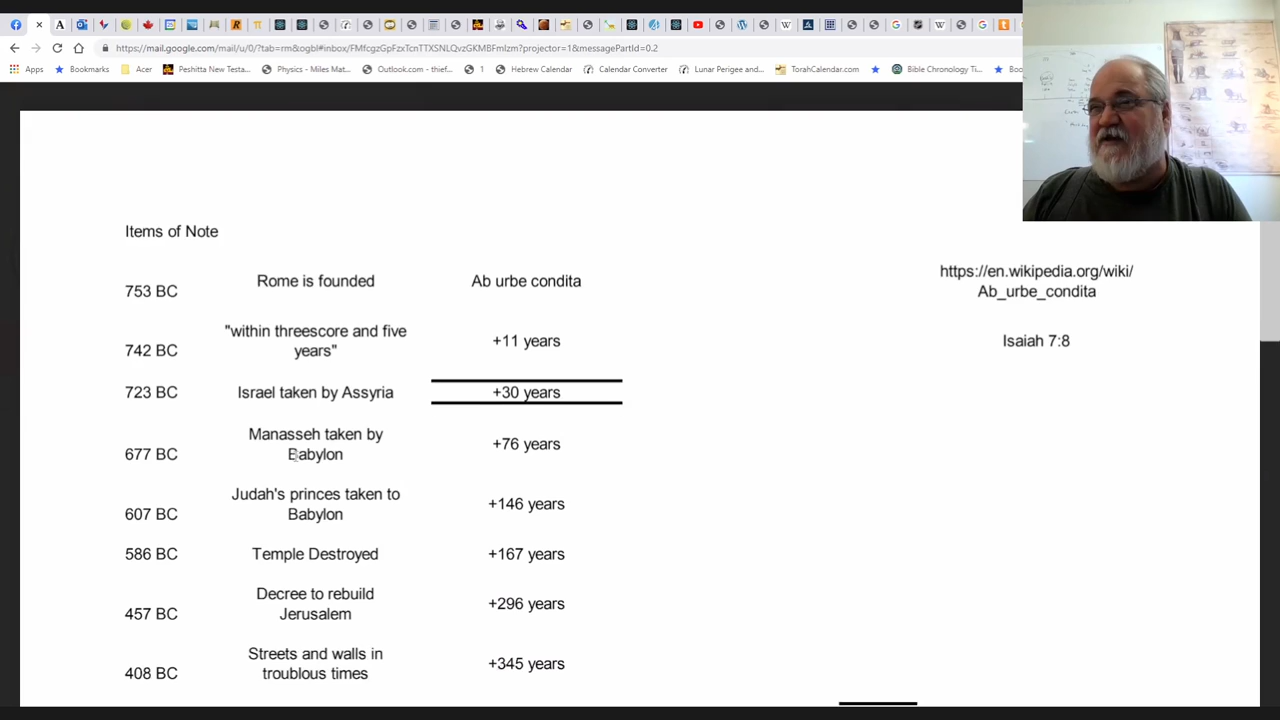 https://mail.google.com/mail/u/0/?tab=rm&ogbl#inbox/FMfcgzGpFzxTcnTTXSNLQvzGKMBFmlzm?projector=1&messagePartId=0.2
Apps Bookmarks Acer Peshitta New Testa... Physics - Miles Mat... Outlook.com - thief... 1 Hebrew Calendar Calendar Converter Lunar Perigee and... TorahCalendar.com Bible Chronology Ti... Boo
Items of Note
753 BC Rome is founded Ab urbe condita https://en.wikipedia.org/wiki/
Ab_urbe_condita
742 BC "within threescore and five
years" +11 years Isaiah 7:8
723 BC Israel taken by Assyria +30 years
677 BC Manasseh taken by
Babylon +76 years
607 BC Judah's princes taken to
Babylon +146 years
586 BC Temple Destroyed +167 years
457 BC Decree to rebuild
Jerusalem +296 years
408 BC Streets and walls in
troublous times +345 years